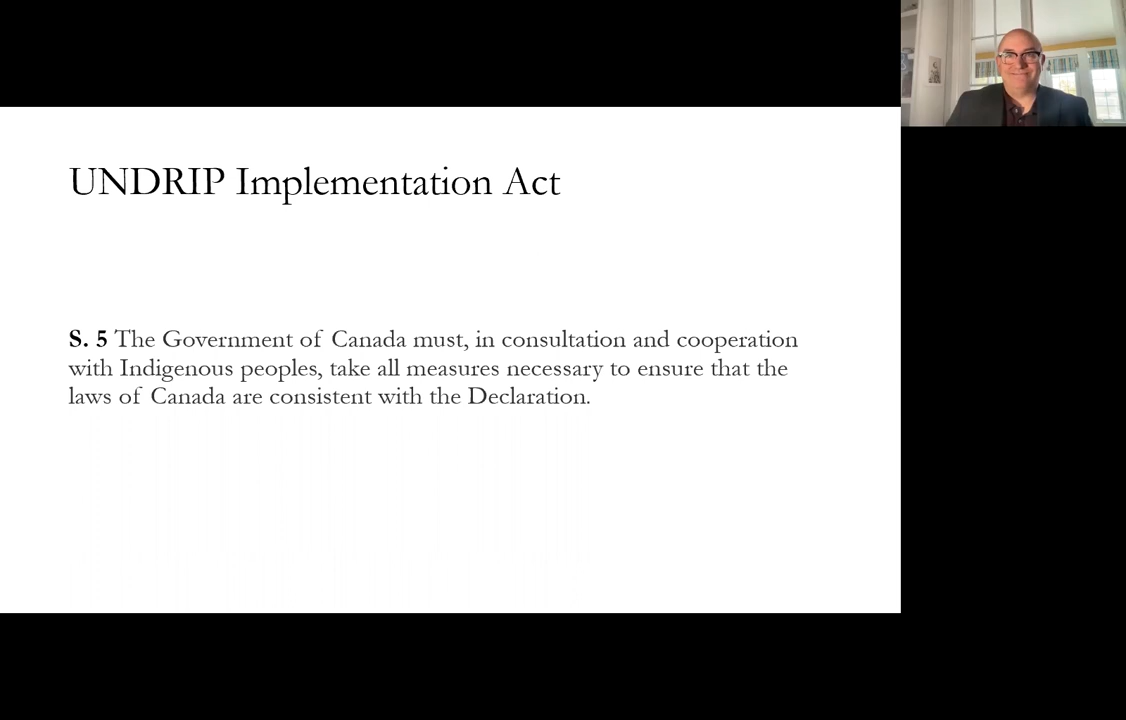 UNDRIP Implementation Act
S. 5 The Government of Canada must, in consultation and cooperation
with Indigenous peoples, take all measures necessary to ensure that the
laws of Canada are consistent with the Declaration.